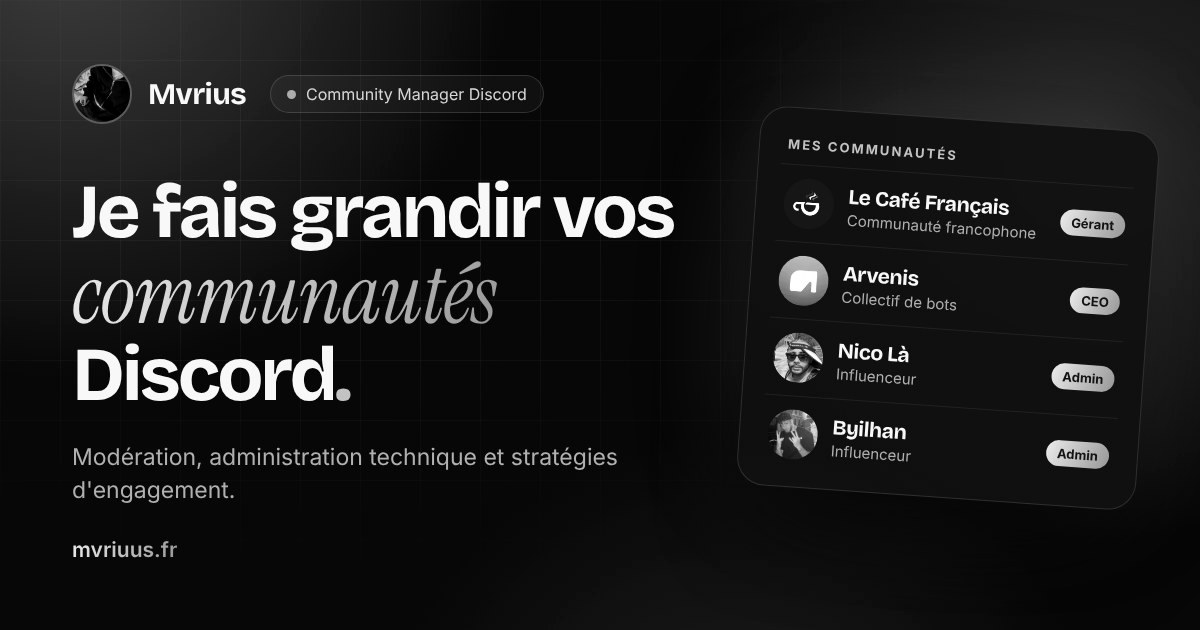 Mvrius
Community Manager Discord
Je fais grandir vos
communautés
Discord.
Modération, administration technique et stratégies
d'engagement.
mvriuus.fr
MES COMMUNAUTÉS
Le Café Français
Communauté francophone
Gérant
Arvenis
Collectif de bots
CEO
Nico Là
Influenceur
Admin
Byilhan
Influenceur
Admin